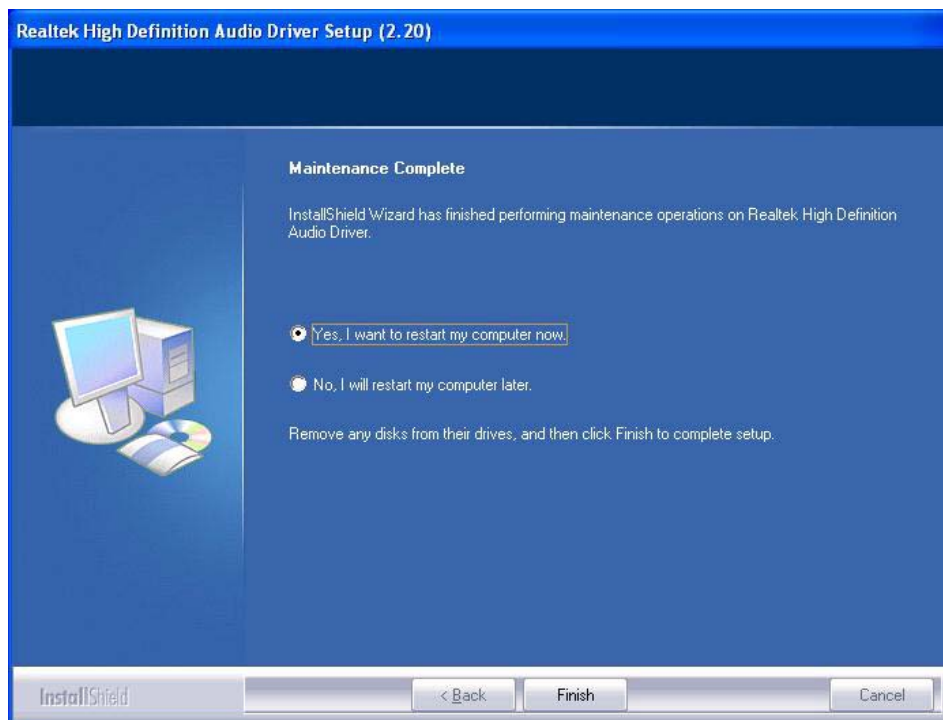 Realtek High Definition Audio Driver Setup (2.20)
Maintenance Complete
InstallShield Wizard has finished performing maintenance operations on Realtek High Definition
Audio Driver.
Yes, I want to restart my computer now.
No, I will restart my computer later.
Remove any disks from their drives, and then click Finish to complete setup.
InstallShield
< Back
Finish
Cancel